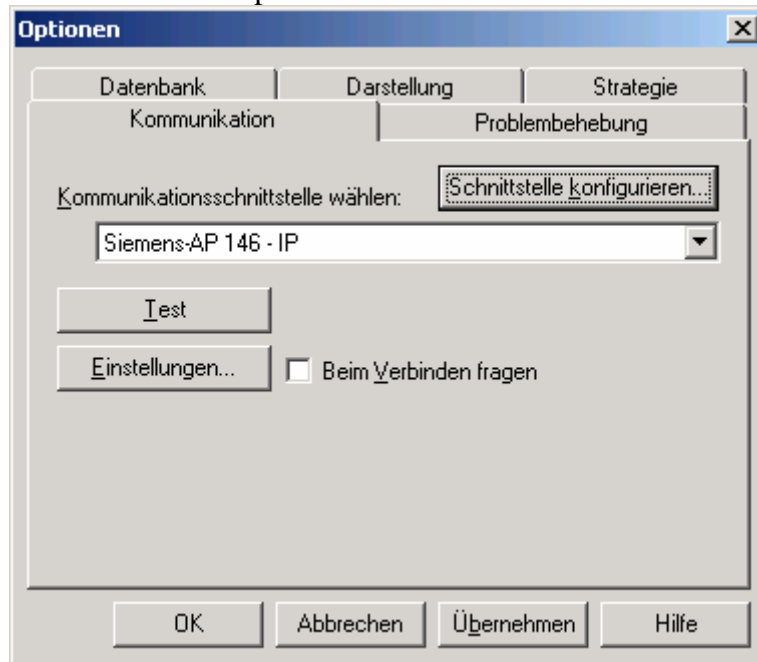 Optionen
Datenbank Darstellung Strategie
Kommunikation Problembehebung
Kommunikationsschnittstelle wählen: Schnittstelle konfigurieren...
Siemens-AP 146 - IP
Test
Einstellungen... Beim Verbinden fragen
OK Abbrechen Übernehmen Hilfe